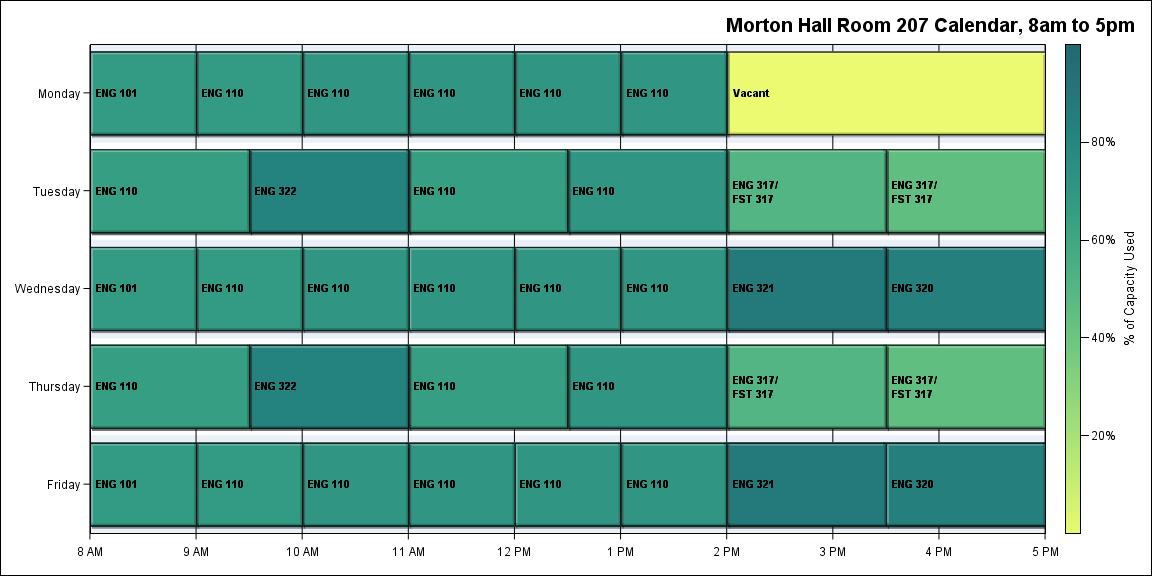 Morton Hall Room 207 Calendar, 8am to 5pm
Monday
ENG 101
ENG 110
ENG 110
ENG 110
ENG 110
ENG 110
Vacant
Tuesday
ENG 110
ENG 322
ENG 110
ENG 110
ENG 317/
FST 317
ENG 317/
FST 317
Wednesday
ENG 101
ENG 110
ENG 110
ENG 110
ENG 110
ENG 110
ENG 321
ENG 320
Thursday
ENG 110
ENG 322
ENG 110
ENG 110
ENG 317/
FST 317
ENG 317/
FST 317
Friday
ENG 101
ENG 110
ENG 110
ENG 110
ENG 110
ENG 110
ENG 321
ENG 320
8 AM
9 AM
10 AM
11 AM
12 PM
1 PM
2 PM
3 PM
4 PM
5 PM
80%
60%
40%
20%
% of Capacity Used